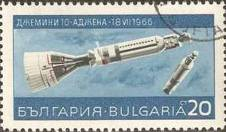 ДЖЕМИНИ 10-АДЖЕНА-18 VII 1966
БЪЛГАРИЯ-BULGARIA 20